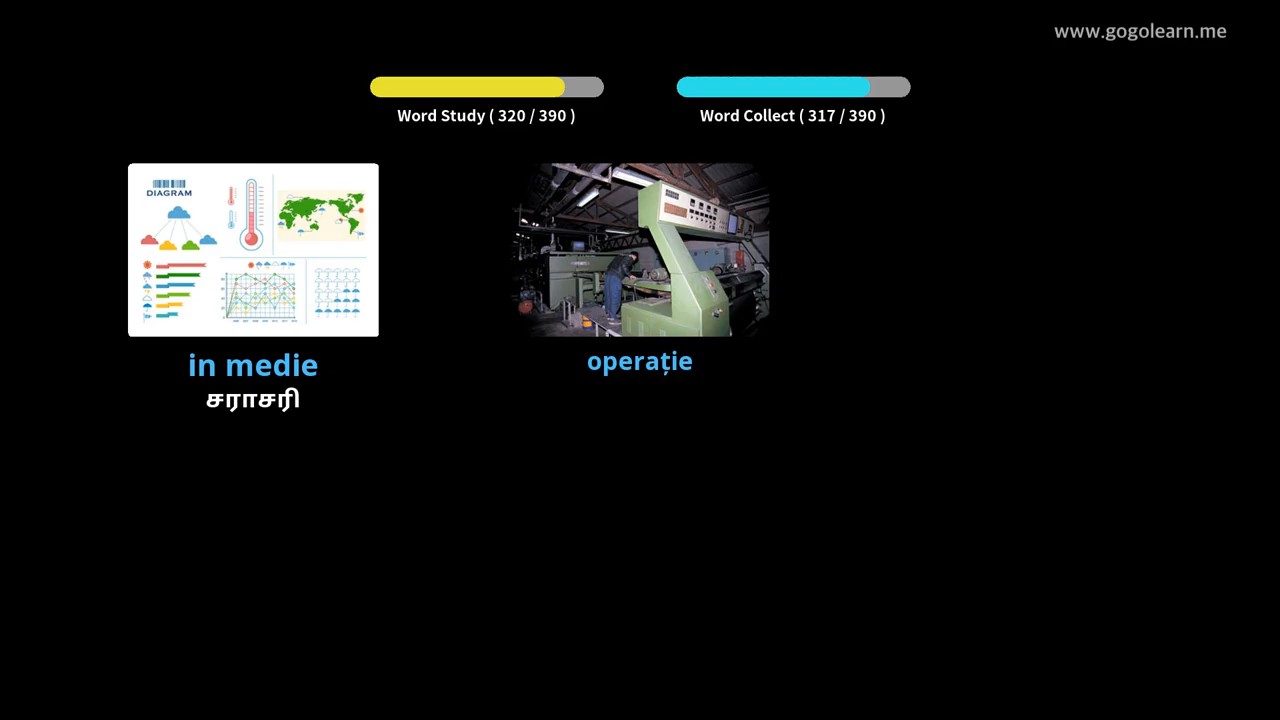 www.gogolearn.me
Word Study ( 320 / 390 )
Word Collect ( 317 / 390 )
DIAGRAM
in medie
சராசரி
operație